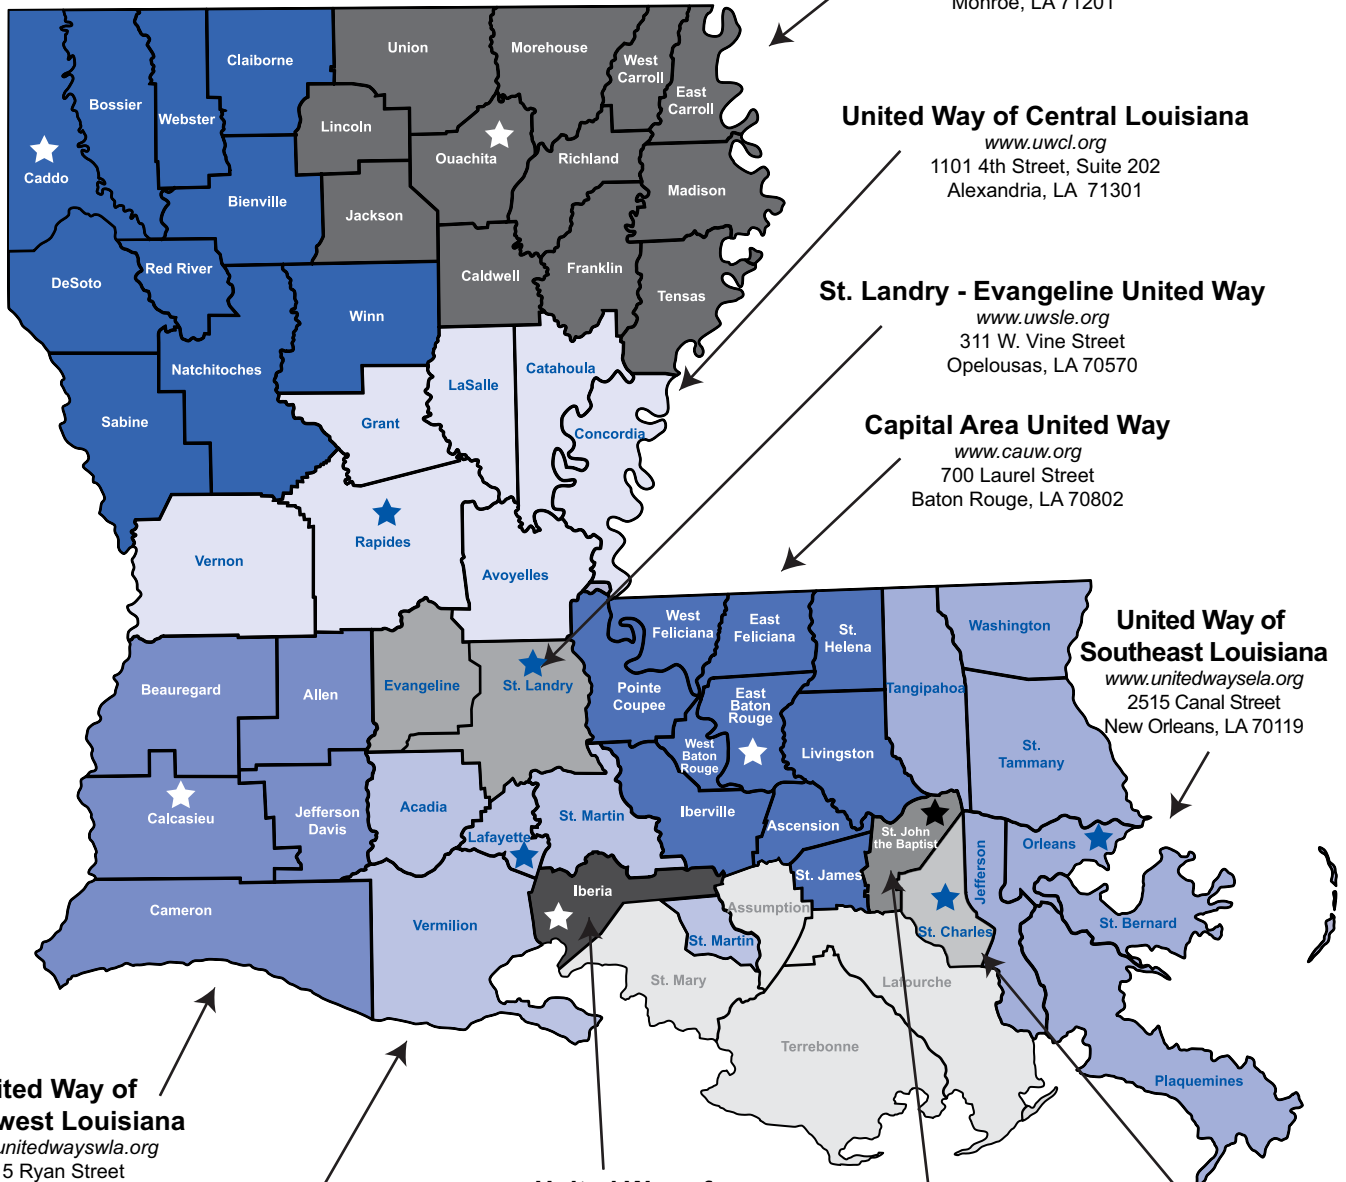 Monroe, LA 71201
United Way of Central Louisiana
www.uwcl.org
1101 4th Street, Suite 202
Alexandria, LA 71301
St. Landry - Evangeline United Way
www.uwsle.org
311 W. Vine Street
Opelousas, LA 70570
Capital Area United Way
www.cauw.org
700 Laurel Street
Baton Rouge, LA 70802
United Way of
Southeast Louisiana
www.unitedwaysela.org
2515 Canal Street
New Orleans, LA 70119
Caddo
Bossier
Webster
Claiborne
Union
Morehouse
West
Carroll
East
Carroll
Lincoln
Ouachita
Richland
Madison
Bienville
Jackson
DeSoto
Red River
Caldwell
Franklin
Tensas
Winn
Natchitoches
Sabine
LaSalle
Catahoula
Grant
Concordia
Rapides
Vernon
Avoyelles
West
Feliciana
East
Feliciana
St.
Helena
Washington
Beauregard
Allen
Evangeline
St. Landry
Pointe
Coupee
East
Baton
Rouge
Tangipahoa
West
Baton
Rouge
Livingston
St.
Tammany
Calcasieu
Jefferson
Davis
Acadia
Lafayette
St. Martin
Iberville
Ascension
St. John
the Baptist
Jefferson
Orleans
St. James
Iberia
Cameron
Vermilion
Assumption
St. Martin
St. Charles
St. Bernard
St. Mary
Lafourche
Terrebonne
Plaquemines
ited Way of
west Louisiana
unitedwayswla.org
5 Ryan Street